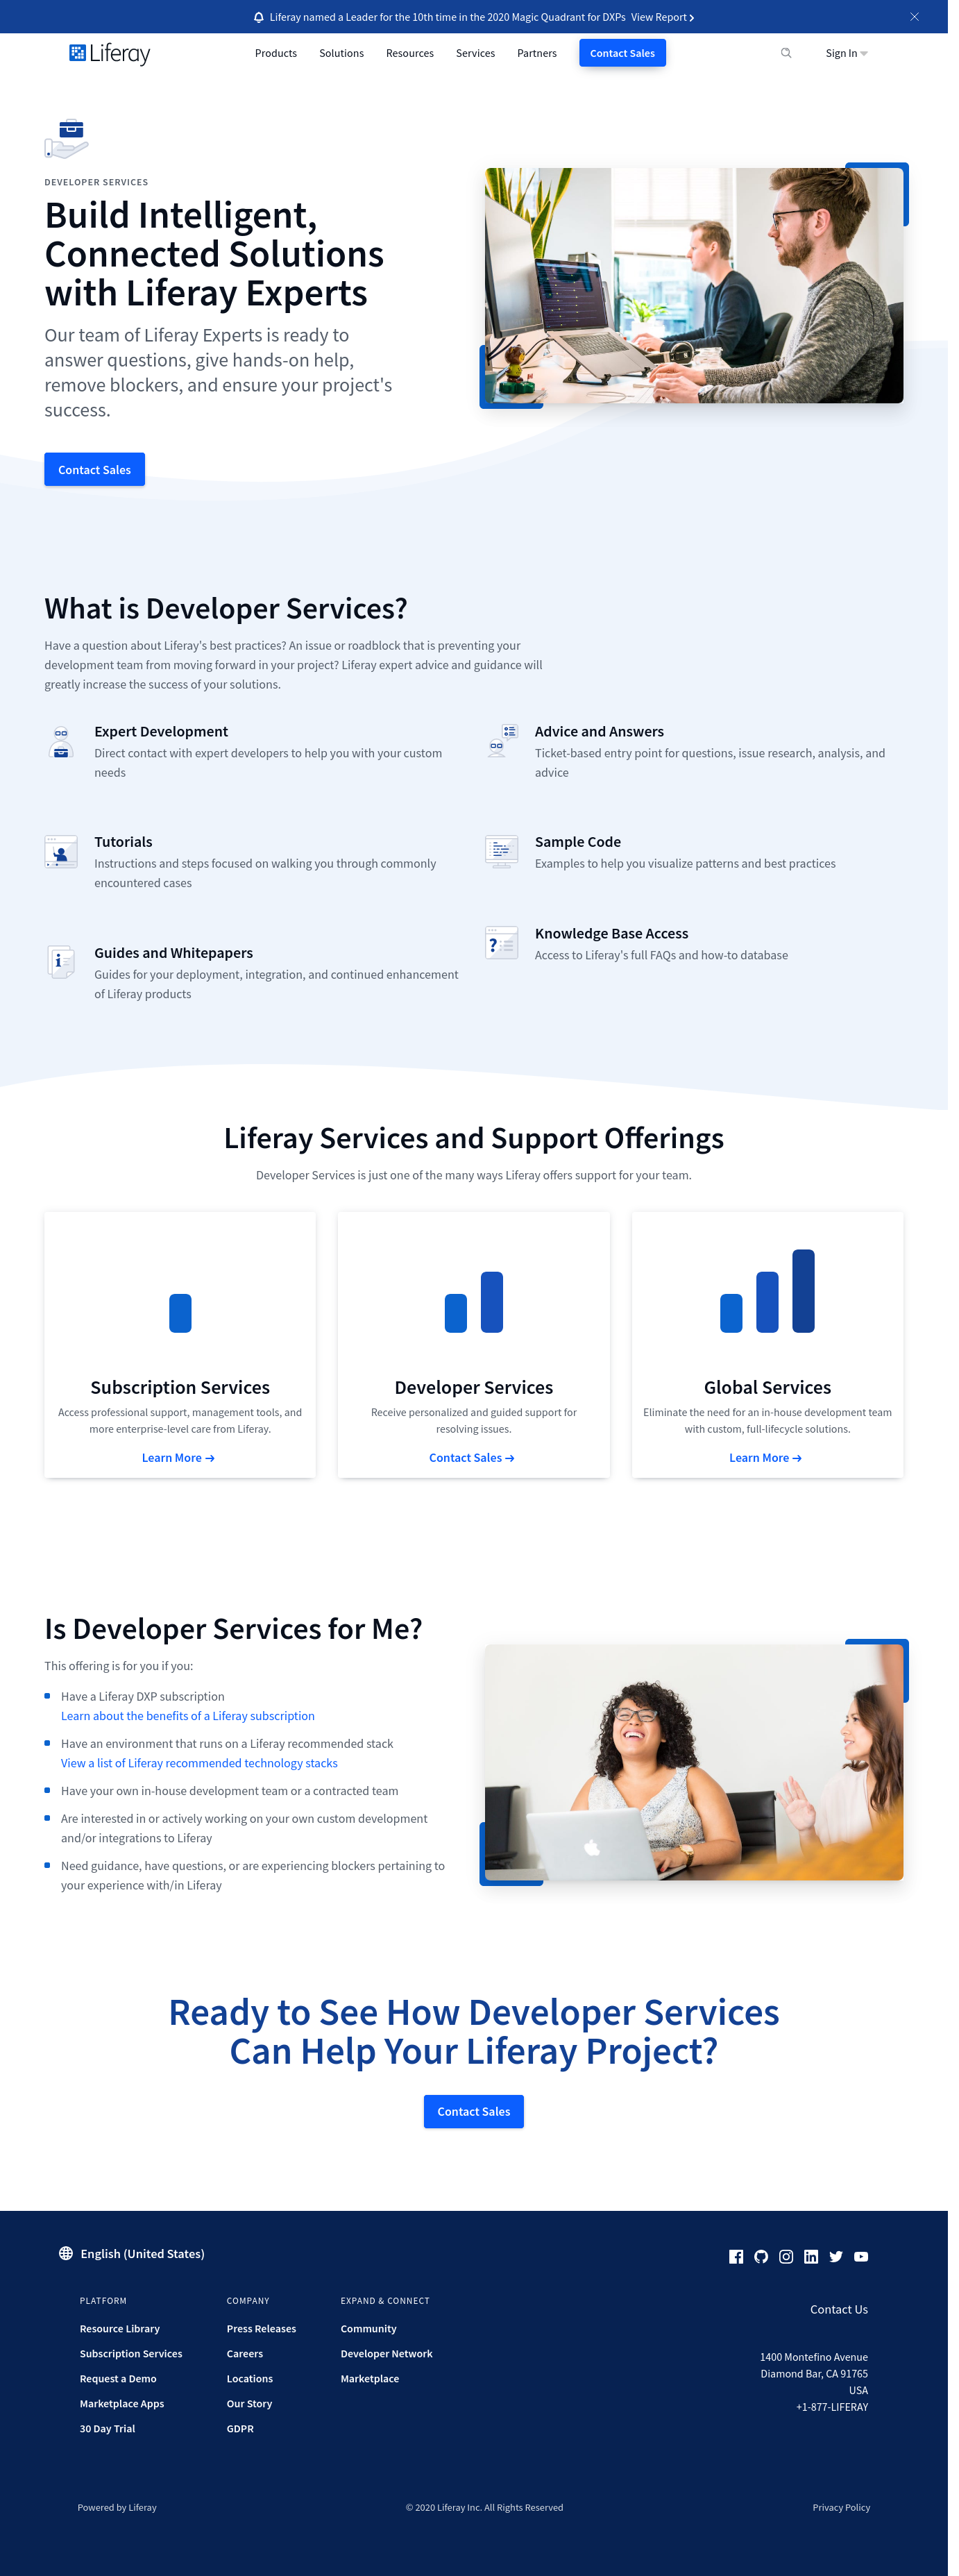 Liferay named a Leader for the 10th time in the 2020 Magic Quadrant for DXPs View Report
Liferay
Products Solutions Resources Services Partners Contact Sales Sign In
DEVELOPER SERVICES
Build Intelligent,
Connected Solutions
with Liferay Experts
Our team of Liferay Experts is ready to
answer questions, give hands-on help,
remove blockers, and ensure your project's
success.
Contact Sales
What is Developer Services?
Have a question about Liferay's best practices? An issue or roadblock that is preventing your
development team from moving forward in your project? Liferay expert advice and guidance will
greatly increase the success of your solutions.
Expert Development
Direct contact with expert developers to help you with your custom
needs
Advice and Answers
Ticket-based entry point for questions, issue research, analysis, and
advice
Tutorials
Instructions and steps focused on walking you through commonly
encountered cases
Sample Code
Examples to help you visualize patterns and best practices
Guides and Whitepapers
Guides for your deployment, integration, and continued enhancement
of Liferay products
Knowledge Base Access
Access to Liferay's full FAQs and how-to database
Liferay Services and Support Offerings
Developer Services is just one of the many ways Liferay offers support for your team.
Subscription Services
Access professional support, management tools, and
more enterprise-level care from Liferay.
Learn More →
Developer Services
Receive personalized and guided support for
resolving issues.
Contact Sales →
Global Services
Eliminate the need for an in-house development team
with custom, full-lifecycle solutions.
Learn More →
Is Developer Services for Me?
This offering is for you if you:
Have a Liferay DXP subscription
Learn about the benefits of a Liferay subscription
Have an environment that runs on a Liferay recommended stack
View a list of Liferay recommended technology stacks
Have your own in-house development team or a contracted team
Are interested in or actively working on your own custom development
and/or integrations to Liferay
Need guidance, have questions, or are experiencing blockers pertaining to
your experience with/in Liferay
Ready to See How Developer Services
Can Help Your Liferay Project?
Contact Sales
English (United States)
PLATFORM
Resource Library
Subscription Services
Request a Demo
Marketplace Apps
30 Day Trial
COMPANY
Press Releases
Careers
Locations
Our Story
GDPR
EXPAND & CONNECT
Community
Developer Network
Marketplace
Contact Us
1400 Montefino Avenue
Diamond Bar, CA 91765
USA
+1-877-LIFERAY
Powered by Liferay
© 2020 Liferay Inc. All Rights Reserved
Privacy Policy